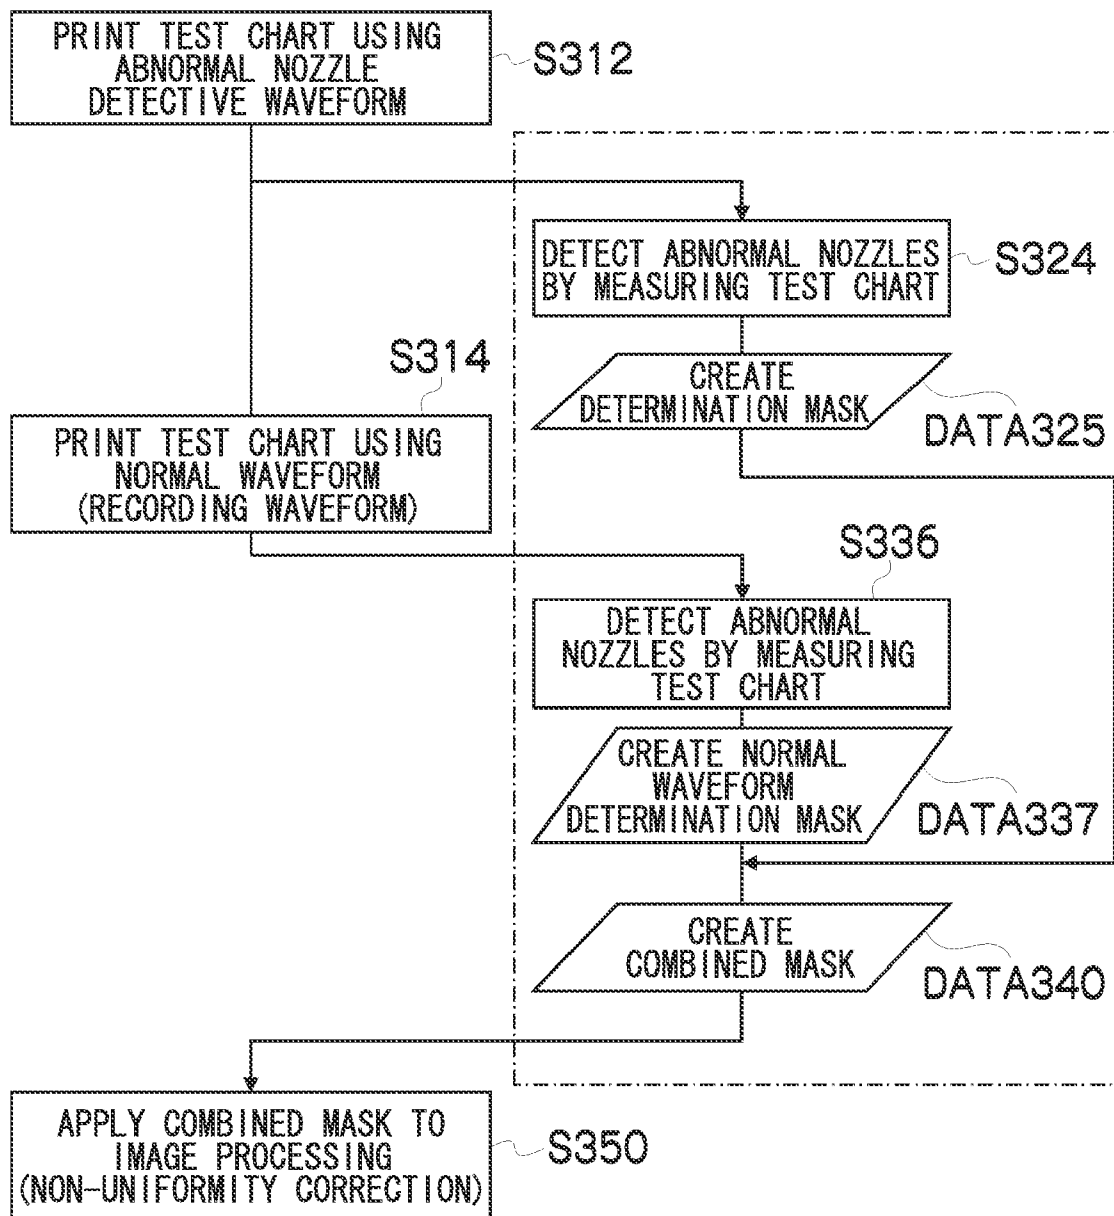 PRINT TEST CHART USING
ABNORMAL NOZZLE
DETECTIVE WAVEFORM
S312
DETECT ABNORMAL NOZZLES
BY MEASURING TEST CHART
S324
CREATE
DETERMINATION MASK
DATA325
S314
PRINT TEST CHART USING
NORMAL WAVEFORM
(RECORDING WAVEFORM)
S336
DETECT ABNORMAL
NOZZLES BY MEASURING
TEST CHART
CREATE NORMAL
WAVEFORM
DETERMINATION MASK
DATA337
CREATE
COMBINED MASK
DATA340
APPLY COMBINED MASK TO
IMAGE PROCESSING
(NON-UNIFORMITY CORRECTION)
S350